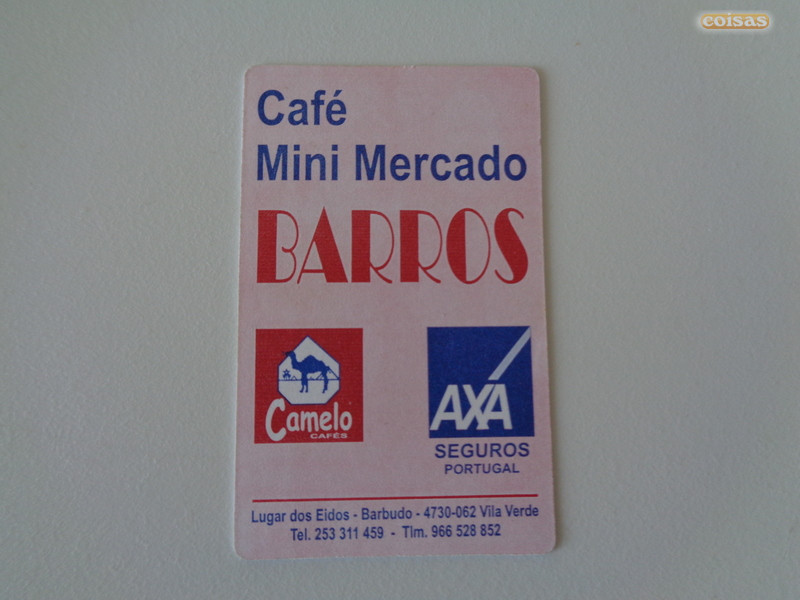 coisas
Café
Mini Mercado
BARROS
Camelo
CAFÉS
AXA
SEGUROS
PORTUGAL
Lugar dos Eidos - Barbudo - 4730-062 Vila Verde
Tel. 253 311 459 - Tlm. 966 528 852